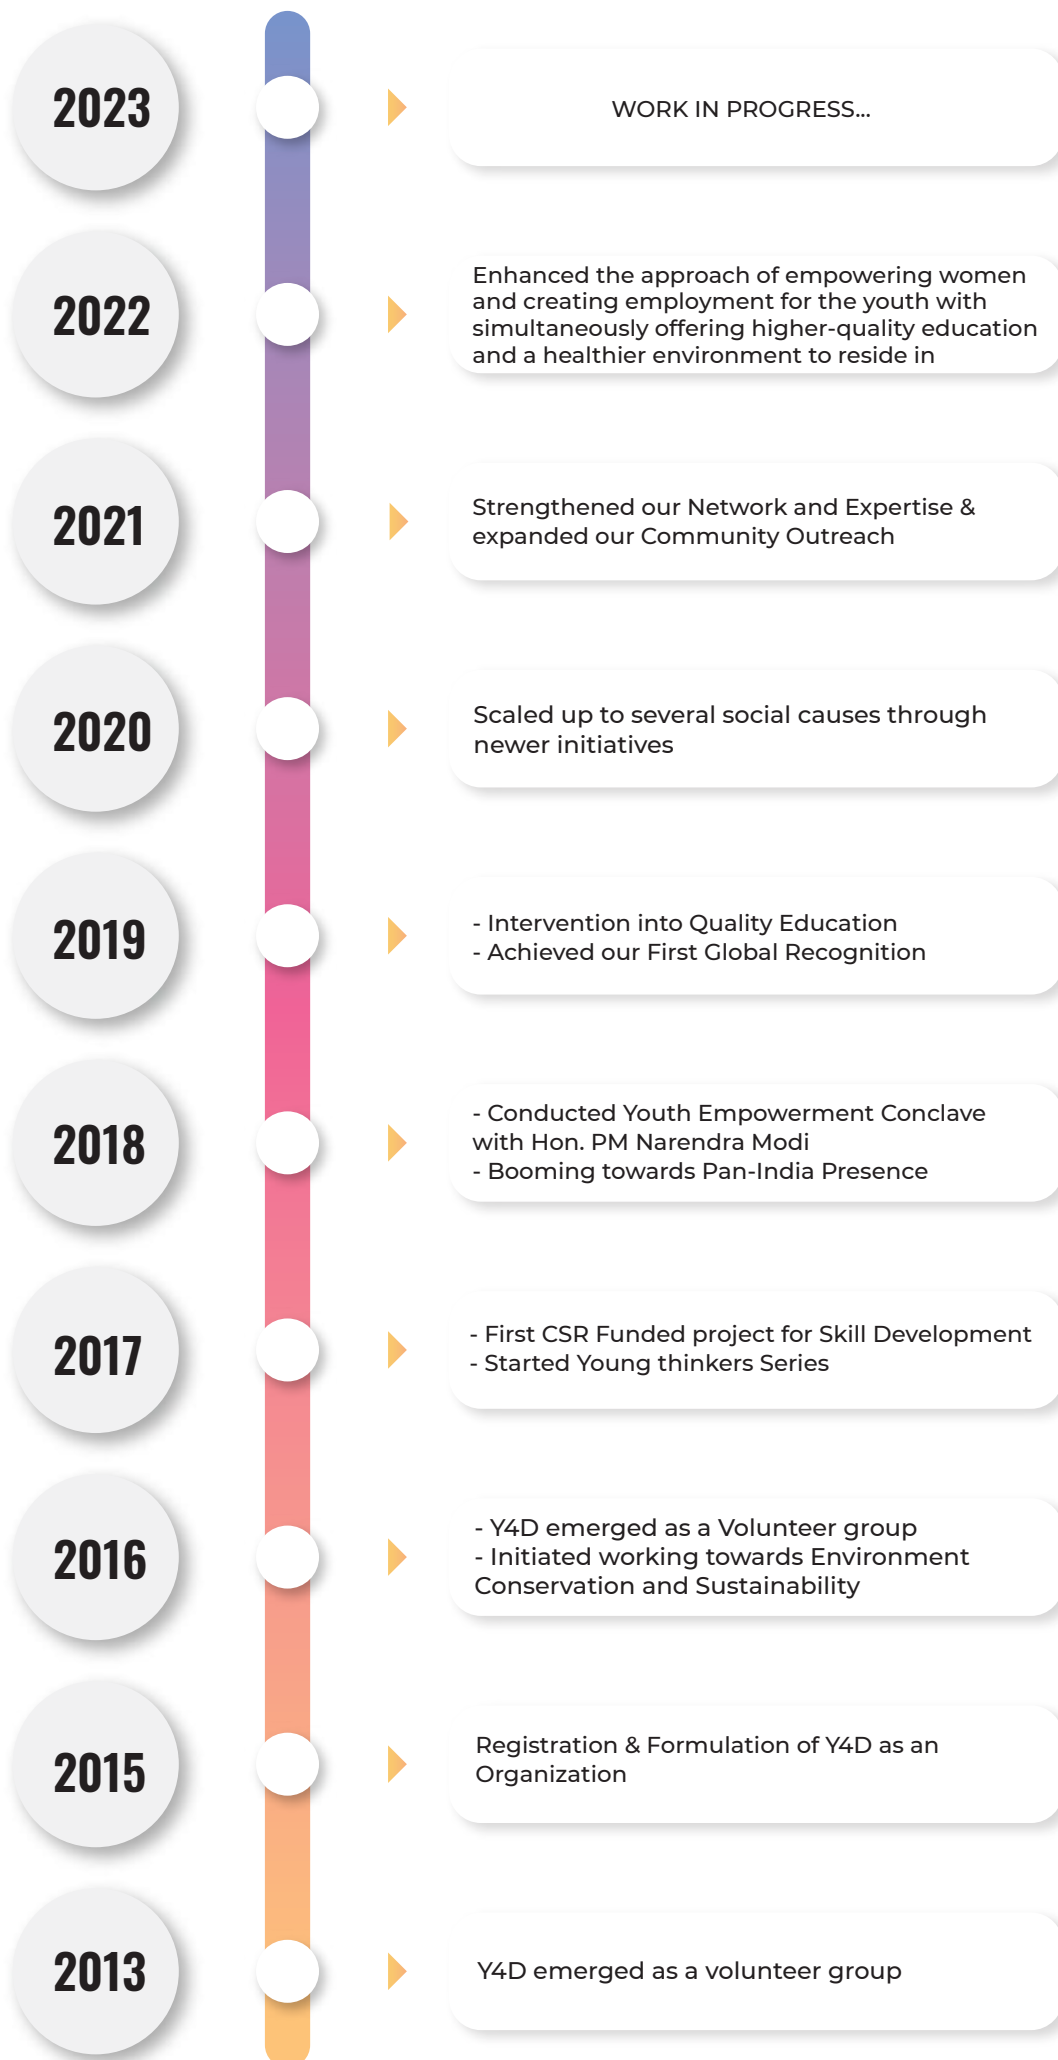 2023
WORK IN PROGRESS...
2022
Enhanced the approach of empowering women
and creating employment for the youth with
simultaneously offering higher-quality education
and a healthier environment to reside in
2021
Strengthened our Network and Expertise &
expanded our Community Outreach
2020
Scaled up to several social causes through
newer initiatives
2019
- Intervention into Quality Education
- Achieved our First Global Recognition
2018
- Conducted Youth Empowerment Conclave
with Hon. PM Narendra Modi
- Booming towards Pan-India Presence
2017
- First CSR Funded project for Skill Development
- Started Young thinkers Series
2016
- Y4D emerged as a Volunteer group
- Initiated working towards Environment
Conservation and Sustainability
2015
Registration & Formulation of Y4D as an
Organization
2013
Y4D emerged as a volunteer group